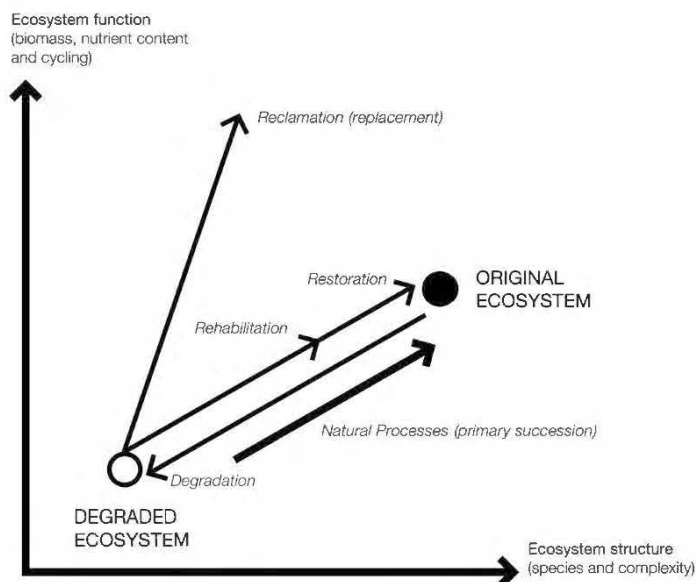 Ecosystem function
(biomass, nutrient content
and cycling)
Reclamation (replacement)
Restoration
ORIGINAL
ECOSYSTEM
Rehabilitation
Natural Processes (primary succession)
Degradation
DEGRADED
ECOSYSTEM
Ecosystem structure
(species and complexity)